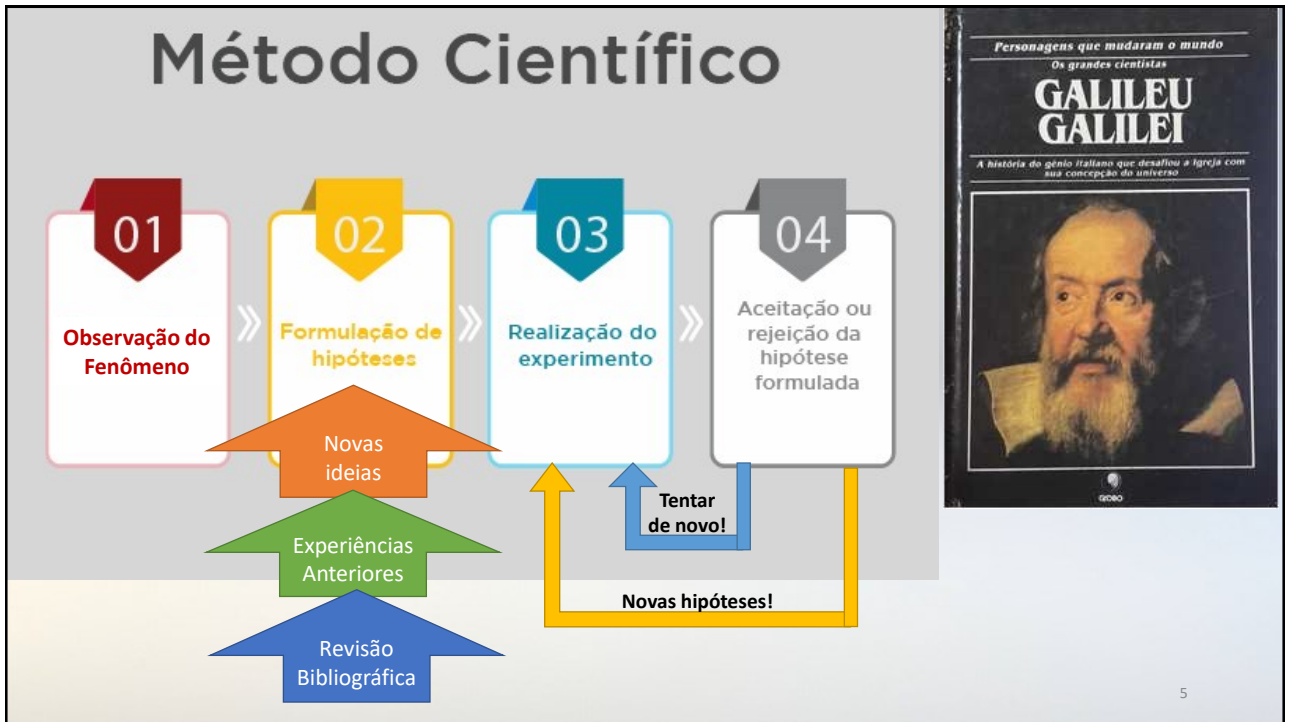 Método Científico
01
Observação do
Fenômeno
02
Formulação de
hipóteses
03
Realização do
experimento
04
Aceitação ou
rejeição da
hipótese
formulada
Novas
ideias
Experiências
Anteriores
Revisão
Bibliográfica
Tentar
de novo!
Novas hipóteses!
Personagens que mudaram o mundo
Os grandes cientistas
GALILEU
GALILEI
A história do gênio italiano que desafiou a Igreja com
sua concepção do universo
GLOBO
5